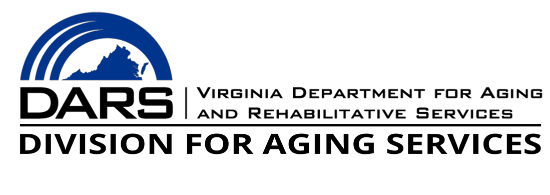 DARS
Virginia Department for Aging
and Rehabilitative Services
DIVISION FOR AGING SERVICES